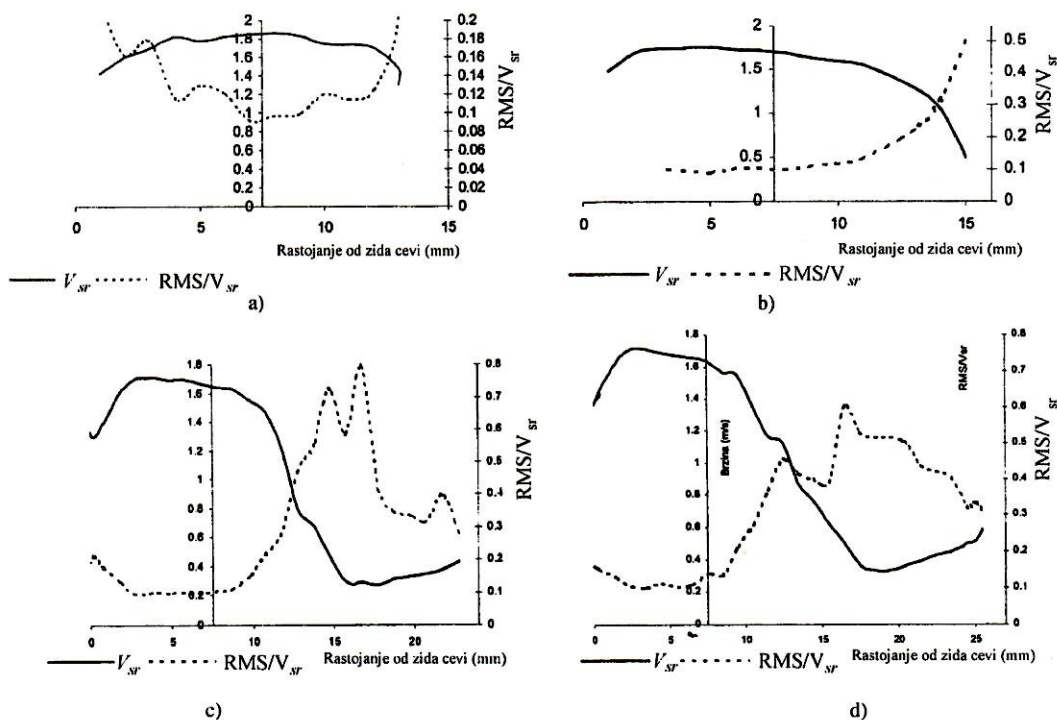 2 0.2
1.8 0.18
1.6 0.16
1.4 0.14
1.2 0.12
1 0.1
0.8 0.08
0.6 0.06
0.4 0.04
0.2 0.02
0 0
0 5 10 15
RMS/V_sr
Rastojanje od zida cevi (mm)
V_sr RMS/V_sr
a)
2
1.5
1
0.5
0
0.5
0.4
0.3
0.2
0.1
0
0 5 10 15
RMS/V_sr
Rastojanje od zida cevi (mm)
V_sr RMS/V_sr
b)
1.8
1.6
1.4
1.2
1
0.8
0.6
0.4
0.2
0
0.8
0.7
0.6
0.5
0.4
0.3
0.2
0.1
0
0 5 10 15 20
RMS/V_sr
V_sr RMS/V_sr Rastojanje od zida cevi (mm)
c)
1.8
1.6
1.4
1.2
1
0.8
0.6
0.4
0.2
Brzina (m/s)
RMS/Vsr
0.8
0.7
0.6
0.5
0.4
0.3
0.2
0.1
0
0 5 10 15 20 25
RMS/V_sr
V_sr RMS/V_sr Rastojanje od zida cevi (mm)
d)